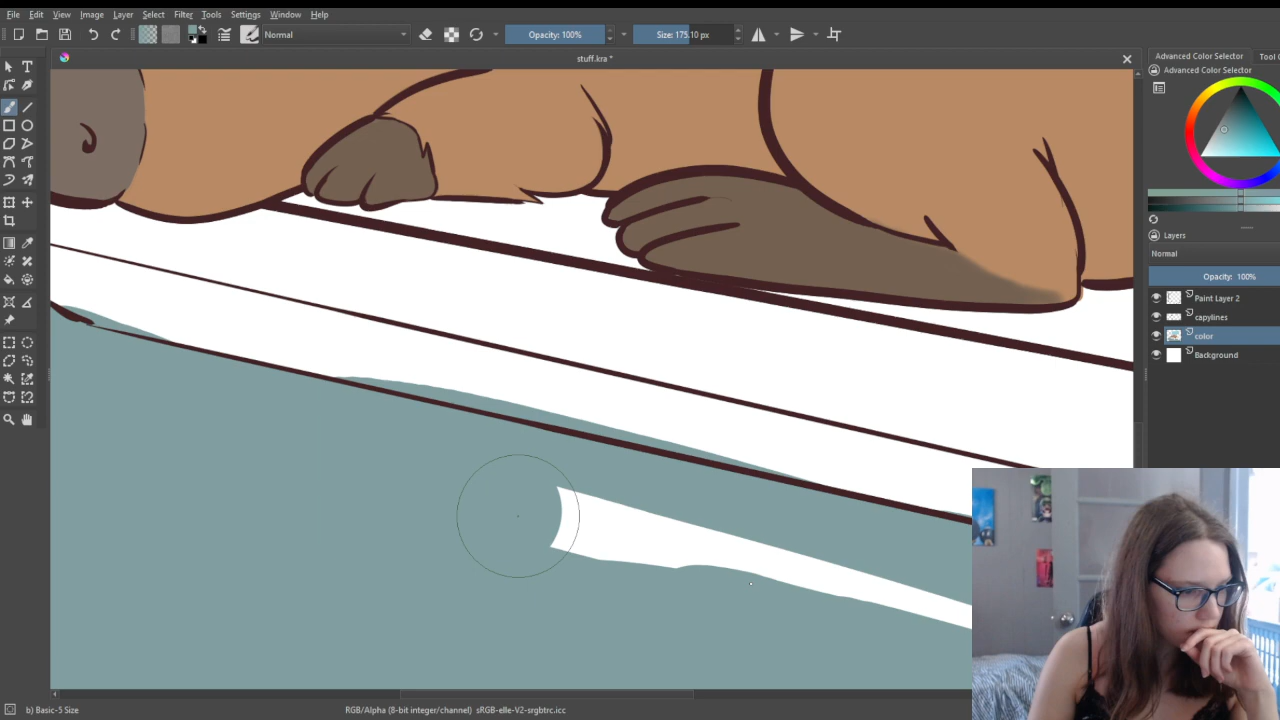 File Edit View Image Layer Select Filter Tools Settings Window Help
Normal
Opacity: 100%
Size: 175.10 px
stuff.kra *
Advanced Color Selector
Advanced Color Selector
Layers
Normal
Opacity: 100%
Paint Layer 2
capylines
color
Background
b) Basic-5 Size
RGB/Alpha (8-bit integer/channel) sRGB-elle-V2-srgbtrc.icc